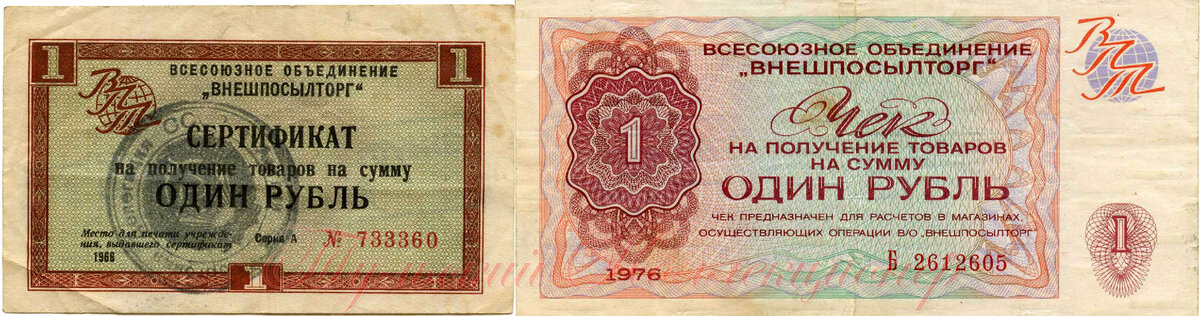 1
1
ВПТ
ВСЕСОЮЗНОЕ ОБЪЕДИНЕНИЕ
„ВНЕШПОСЫЛТОРГ“
СЕРТИФИКАТ
на получение товаров на сумму
ОДИН РУБЛЬ
Место для печати учрежде-
ния, выдавшего сертификат
1966
Серия А
№ 733360
1
ВСЕСОЮЗНОЕ ОБЪЕДИНЕНИЕ
„ВНЕШПОСЫЛТОРГ“
ВПТ
1
Чек
НА ПОЛУЧЕНИЕ ТОВАРОВ
НА СУММУ
ОДИН РУБЛЬ
ЧЕК ПРЕДНАЗНАЧЕН ДЛЯ РАСЧЕТОВ В МАГАЗИНАХ,
ОСУЩЕСТВЛЯЮЩИХ ОПЕРАЦИИ В/О „ВНЕШПОСЫЛТОРГ“
1976
Б 2612605
1